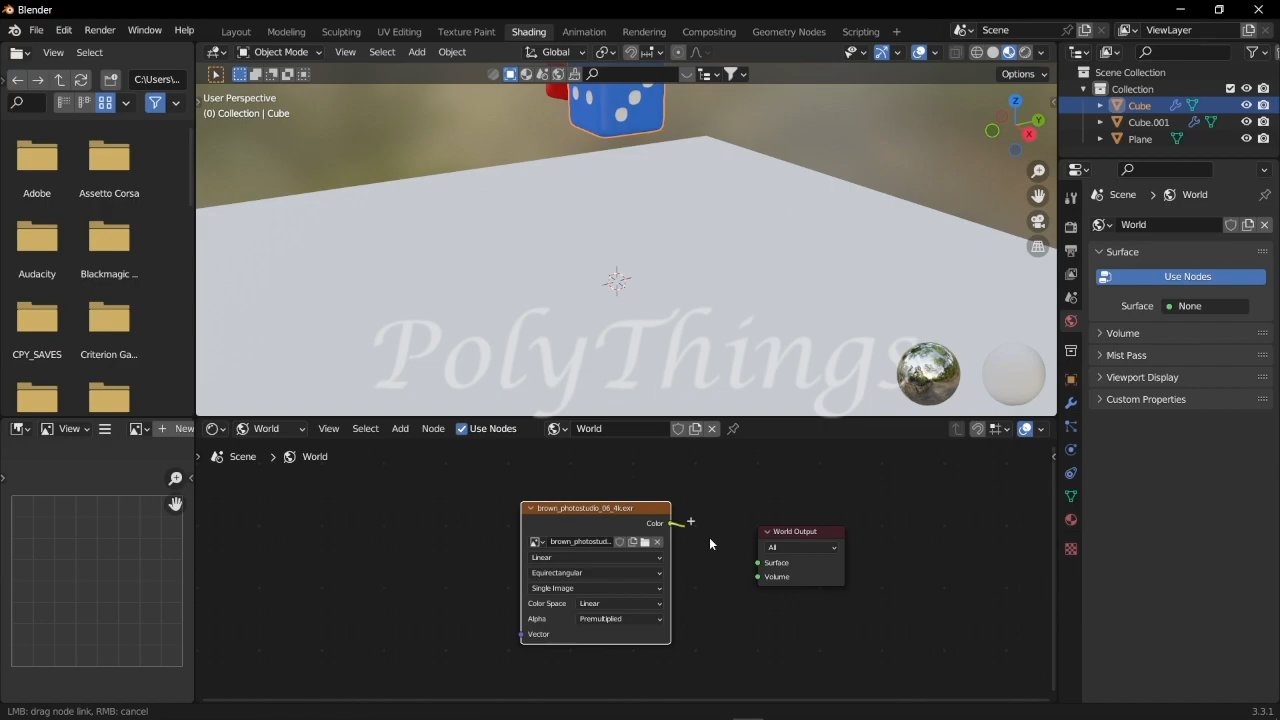 Blender
File Edit Render Window Help
Layout Modeling Sculpting UV Editing Texture Paint Shading Animation Rendering Compositing Geometry Nodes Scripting +
Scene
ViewLayer
View Select
Object Mode View Select Add Object
Global
C:\Users\...
Options
User Perspective
(0) Collection | Cube
Adobe
Assetto Corsa
Audacity
Blackmagic ...
CPY_SAVES
Criterion Ga...
Z
Y
X
PolyThings
Scene Collection
Collection
Cube
Cube.001
Plane
Scene > World
World
Surface
Use Nodes
Surface None
Volume
Mist Pass
Viewport Display
Custom Properties
View
+ New
World View Select Add Node Use Nodes World
Scene > World
brown_photostudio_06_4k.exr
Color
brown_photostud...
Linear
Equirectangular
Single Image
Color Space Linear
Alpha Premultiplied
Vector
World Output
All
Surface
Volume
LMB: drag node link, RMB: cancel
3.3.1